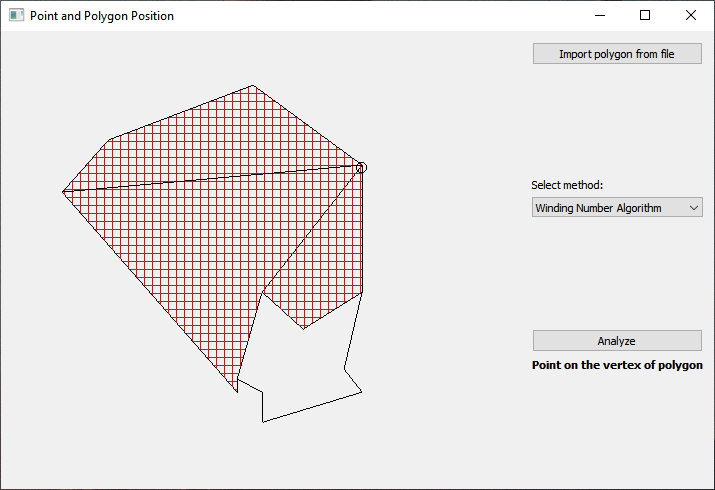 Point and Polygon Position
Import polygon from file
Select method:
Winding Number Algorithm
Analyze
Point on the vertex of polygon